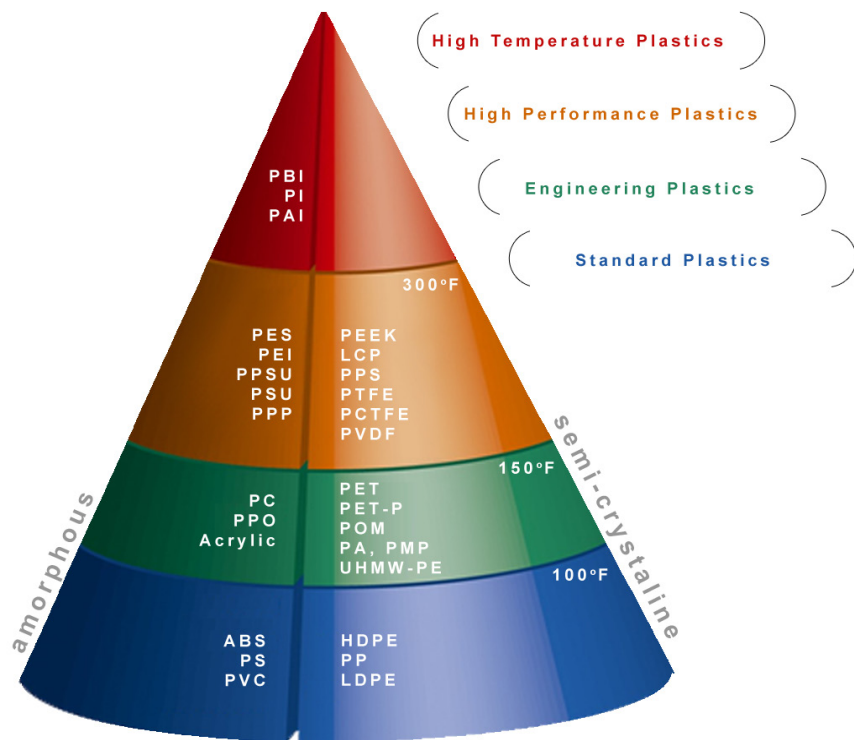 High Temperature Plastics
High Performance Plastics
Engineering Plastics
Standard Plastics
PBI
PI
PAI
300°F
PES
PEI
PPSU
PSU
PPP
PEEK
LCP
PPS
PTFE
PCTFE
PVDF
150°F
PC
PPO
Acrylic
PET
PET-P
POM
PA, PMP
UHMW-PE
100°F
ABS
PS
PVC
HDPE
PP
LDPE
amorphous
semi-crystaline